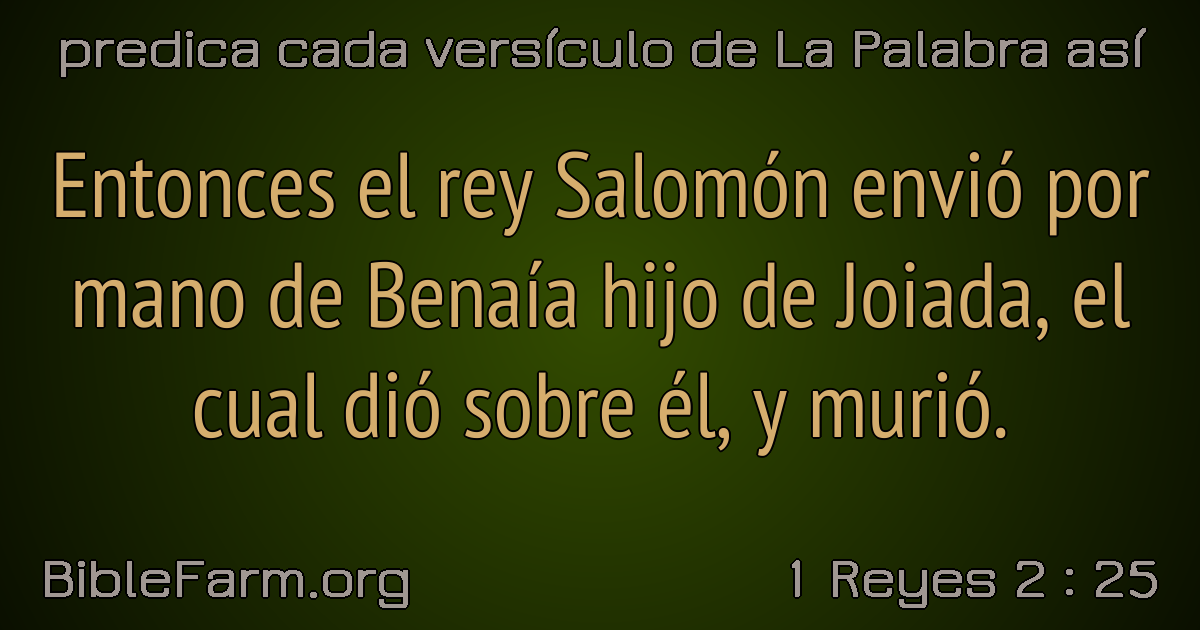 predica cada versículo de La Palabra así
Entonces el rey Salomón envió por
mano de Benaía hijo de Joiada, el
cual dió sobre él, y murió.
BibleFarm.org
1 Reyes 2 : 25